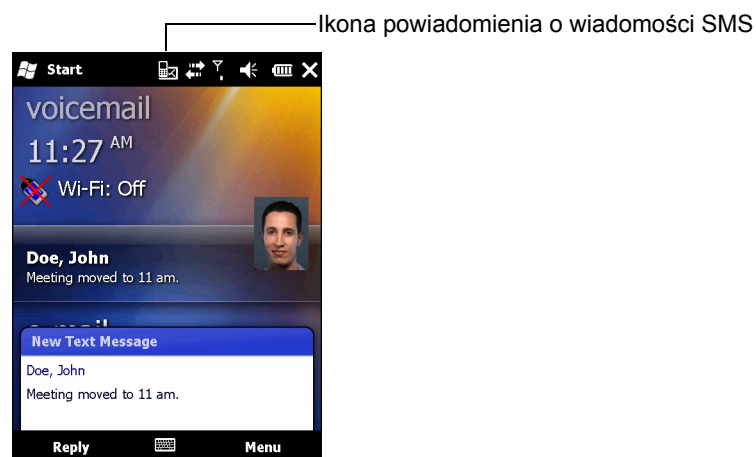 Ikona powiadomienia o wiadomości SMS
Start
voicemail
11:27 AM
Wi-Fi: Off
Doe, John
Meeting moved to 11 am.
e-mail
New Text Message
Doe, John
Meeting moved to 11 am.
Reply
Menu